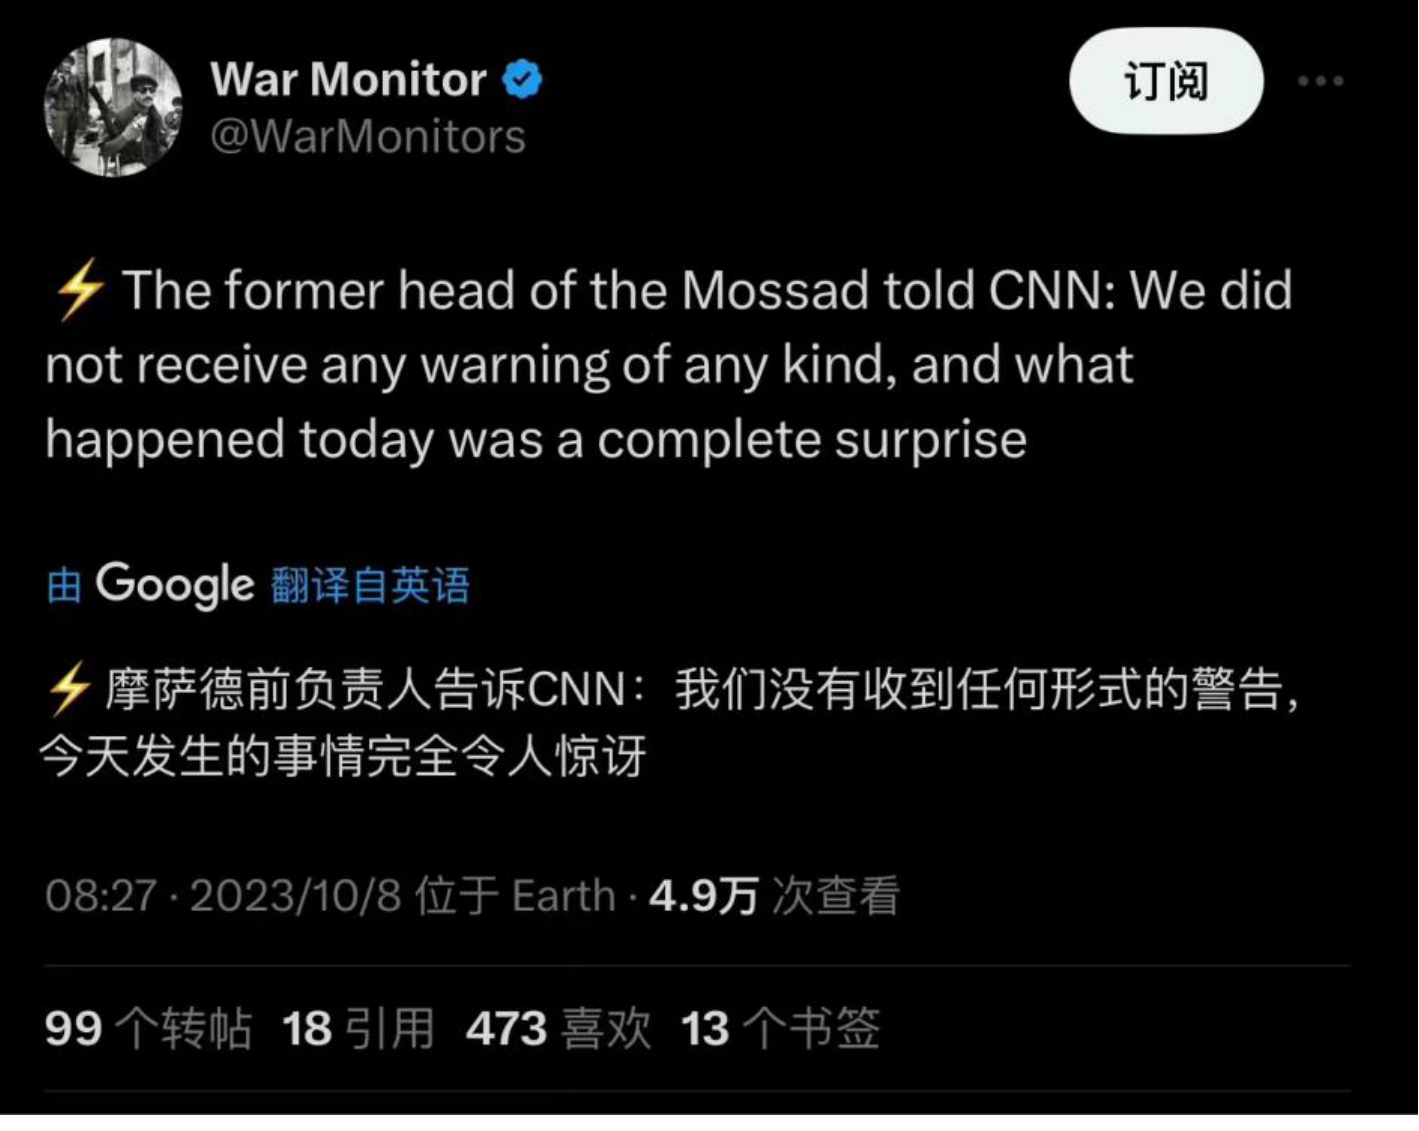 War Monitor
订阅
@WarMonitors
⚡The former head of the Mossad told CNN: We did
not receive any warning of any kind, and what
happened today was a complete surprise
由 Google 翻译自英语
⚡摩萨德前负责人告诉CNN：我们没有收到任何形式的警告，
今天发生的事情完全令人惊讶
08:27 · 2023/10/8 位于 Earth · 4.9万 次查看
99 个转帖 18 引用 473 喜欢 13 个书签